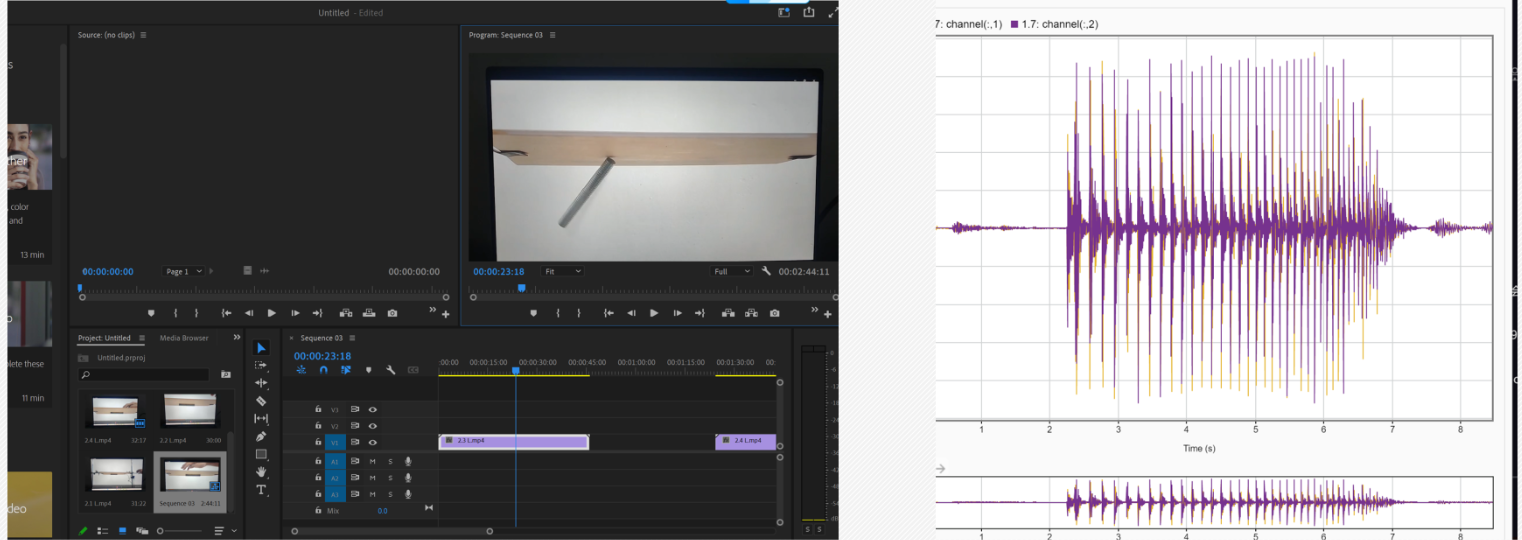 Untitled - Edited
Source: (no clips)
Program: Sequence 03
s
ther
, color
and
13 min
00:00:00:00
Page 1
00:00:00:00
00:00:23:18
Fit
Full
00:02:44:11
Project: Untitled
Media Browser
Untitled.prproj
plete these
11 min
2.4 L.mp4
32:17
2.2 L.mp4
30:00
31:22
Sequence 03
2:44:11
deo
Sequence 03
00:00:23:18
:00:00
00:00:15:00
00:00:30:00
00:00:45:00
00:01:00:00
00:01:15:00
00:01:30:00
00:
V3
V2
V1
2.3 L.mp4
2.4 L.mp4
A1 M S
A2 M S
A3 M S
Mix
0.0
S S
7: channel(:,1)
1.7: channel(:,2)
1 2 3 4 5 6 7 8
Time (s)
1 2 3 4 5 6 7 8